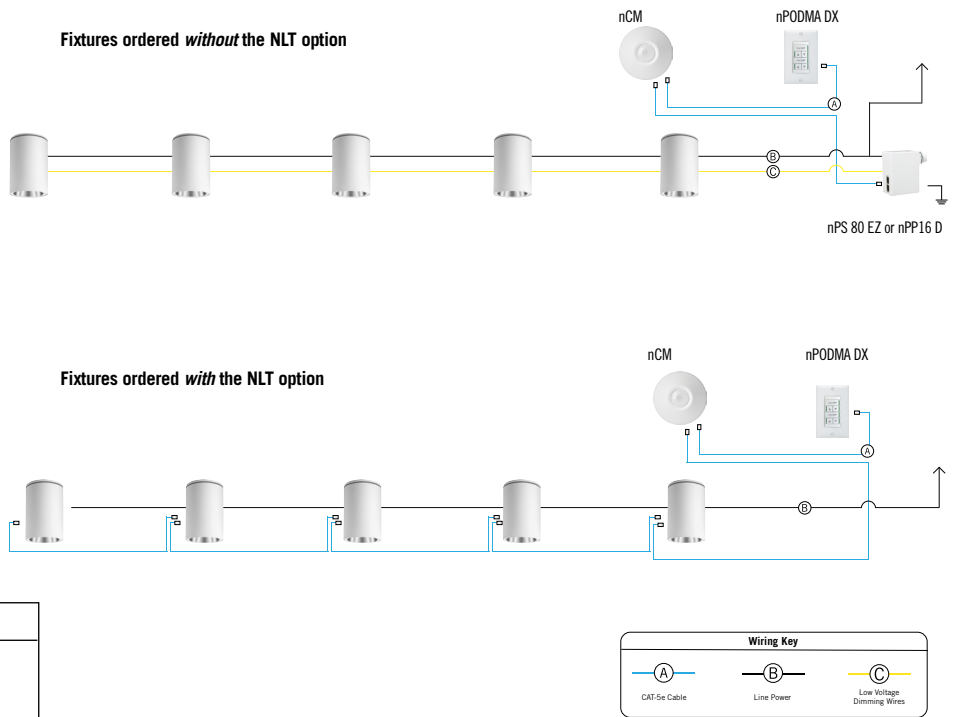 nCM
nPODMA DX
Fixtures ordered without the NLT option
A
B
C
nPS 80 EZ or nPP16 D
nCM
nPODMA DX
Fixtures ordered with the NLT option
A
B
Wiring Key
A
B
C
CAT-5e Cable
Line Power
Low Voltage
Dimming Wires